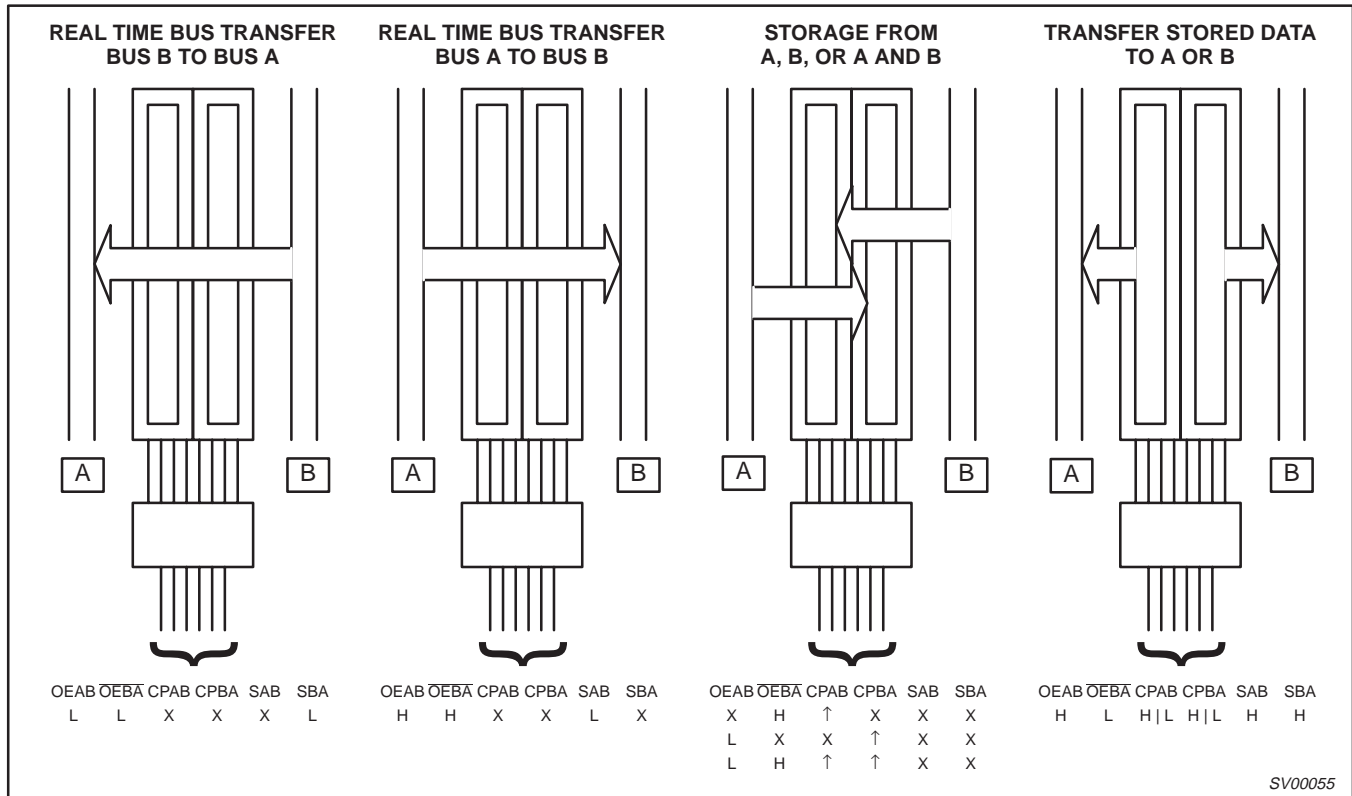 REAL TIME BUS TRANSFER
BUS B TO BUS A
REAL TIME BUS TRANSFER
BUS A TO BUS B
STORAGE FROM
A, B, OR A AND B
TRANSFER STORED DATA
TO A OR B
A B A B A B A B
OEAB OEBA CPAB CPBA SAB SBA
L L X X X L
OEAB OEBA CPAB CPBA SAB SBA
H H X X L X
OEAB OEBA CPAB CPBA SAB SBA
X H ↑ X X X
L X X ↑ X X
L H ↑ ↑ X X
OEAB OEBA CPAB CPBA SAB SBA
H L H | L H | L H H
SV00055